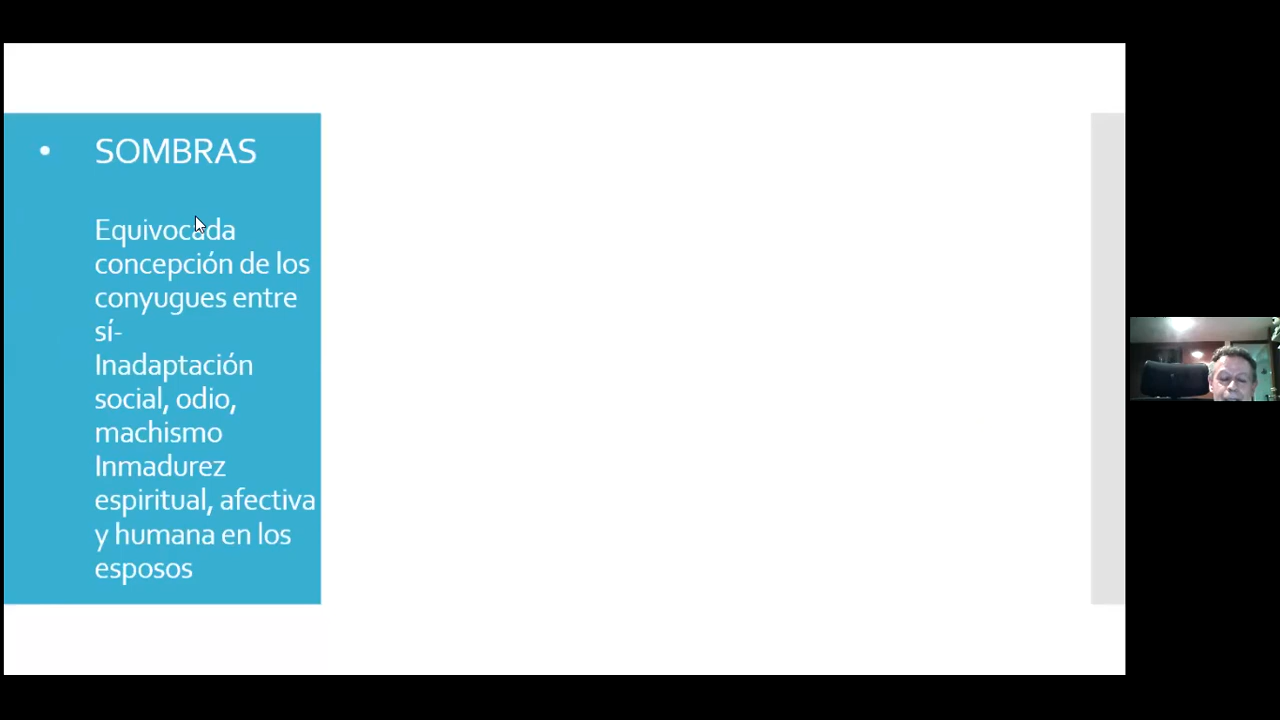 • SOMBRAS
Equivocada
concepción de los
conyugues entre
sí-
Inadaptación
social, odio,
machismo
Inmadurez
espiritual, afectiva
y humana en los
esposos